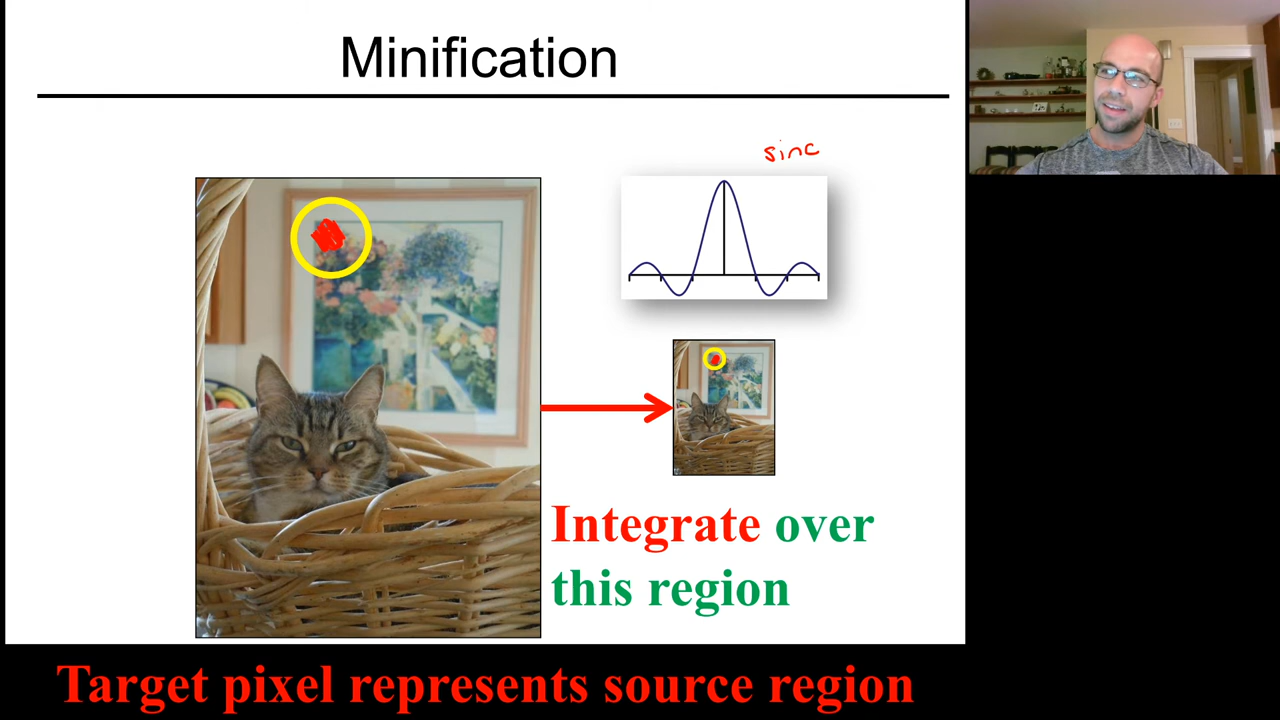 Minification
sinc
Integrate over
this region
Target pixel represents source region